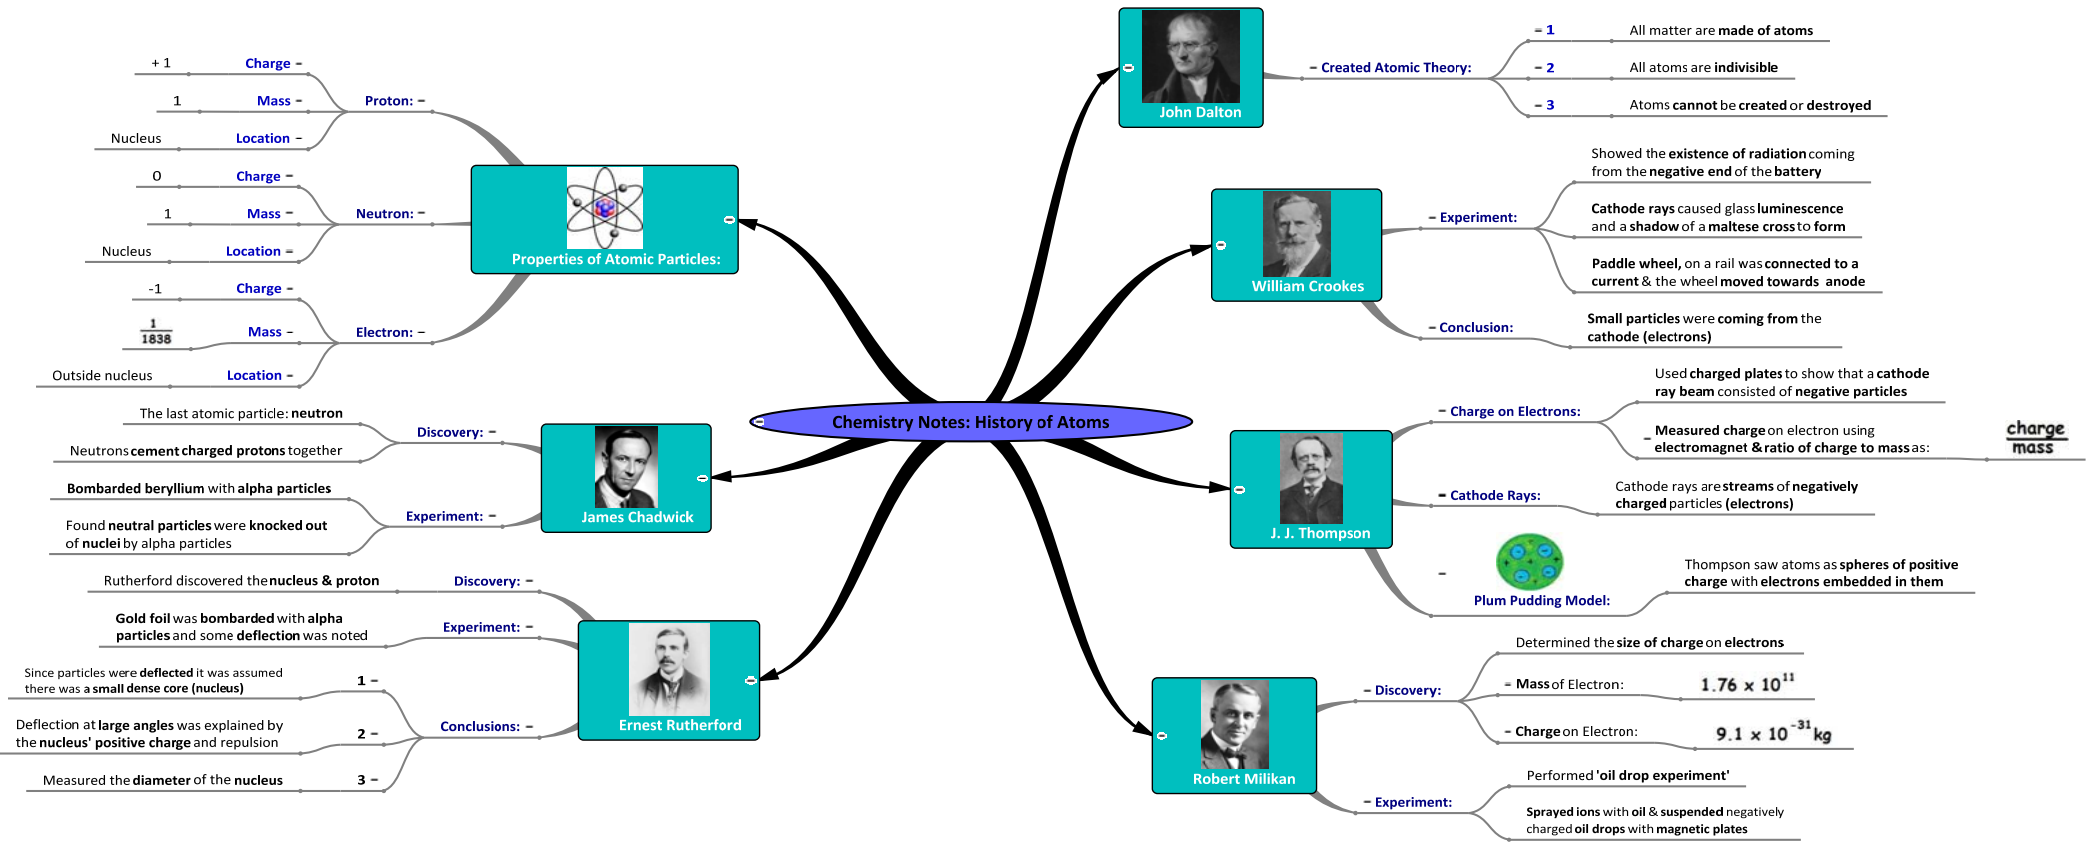 Chemistry Notes: History of Atoms
John Dalton
Created Atomic Theory:
1
All matter are made of atoms
2
All atoms are indivisible
3
Atoms cannot be created or destroyed
William Crookes
Experiment:
Showed the existence of radiation coming
from the negative end of the battery
Cathode rays caused glass luminescence
and a shadow of a maltese cross to form
Paddle wheel, on a rail was connected to a
current & the wheel moved towards anode
Conclusion:
Small particles were coming from the
cathode (electrons)
J. J. Thompson
Charge on Electrons:
Used charged plates to show that a cathode
ray beam consisted of negative particles
Measured charge on electron using
electromagnet & ratio of charge to mass as:
charge
mass
Cathode Rays:
Cathode rays are streams of negatively
charged particles (electrons)
Plum Pudding Model:
Thompson saw atoms as spheres of positive
charge with electrons embedded in them
Robert Milikan
Discovery:
Determined the size of charge on electrons
Mass of Electron:
1.76 x 10¹¹
Charge on Electron:
9.1 x 10⁻³¹ kg
Experiment:
Performed 'oil drop experiment'
Sprayed ions with oil & suspended negatively
charged oil drops with magnetic plates
Properties of Atomic Particles:
Proton:
Charge
+ 1
Mass
1
Location
Nucleus
Neutron:
Charge
0
Mass
1
Location
Nucleus
Electron:
Charge
-1
Mass
1
1838
Location
Outside nucleus
James Chadwick
Discovery:
The last atomic particle: neutron
Neutrons cement charged protons together
Experiment:
Bombarded beryllium with alpha particles
Found neutral particles were knocked out
of nuclei by alpha particles
Ernest Rutherford
Discovery:
Rutherford discovered the nucleus & proton
Experiment:
Gold foil was bombarded with alpha
particles and some deflection was noted
Conclusions:
1
Since particles were deflected it was assumed
there was a small dense core (nucleus)
2
Deflection at large angles was explained by
the nucleus' positive charge and repulsion
3
Measured the diameter of the nucleus